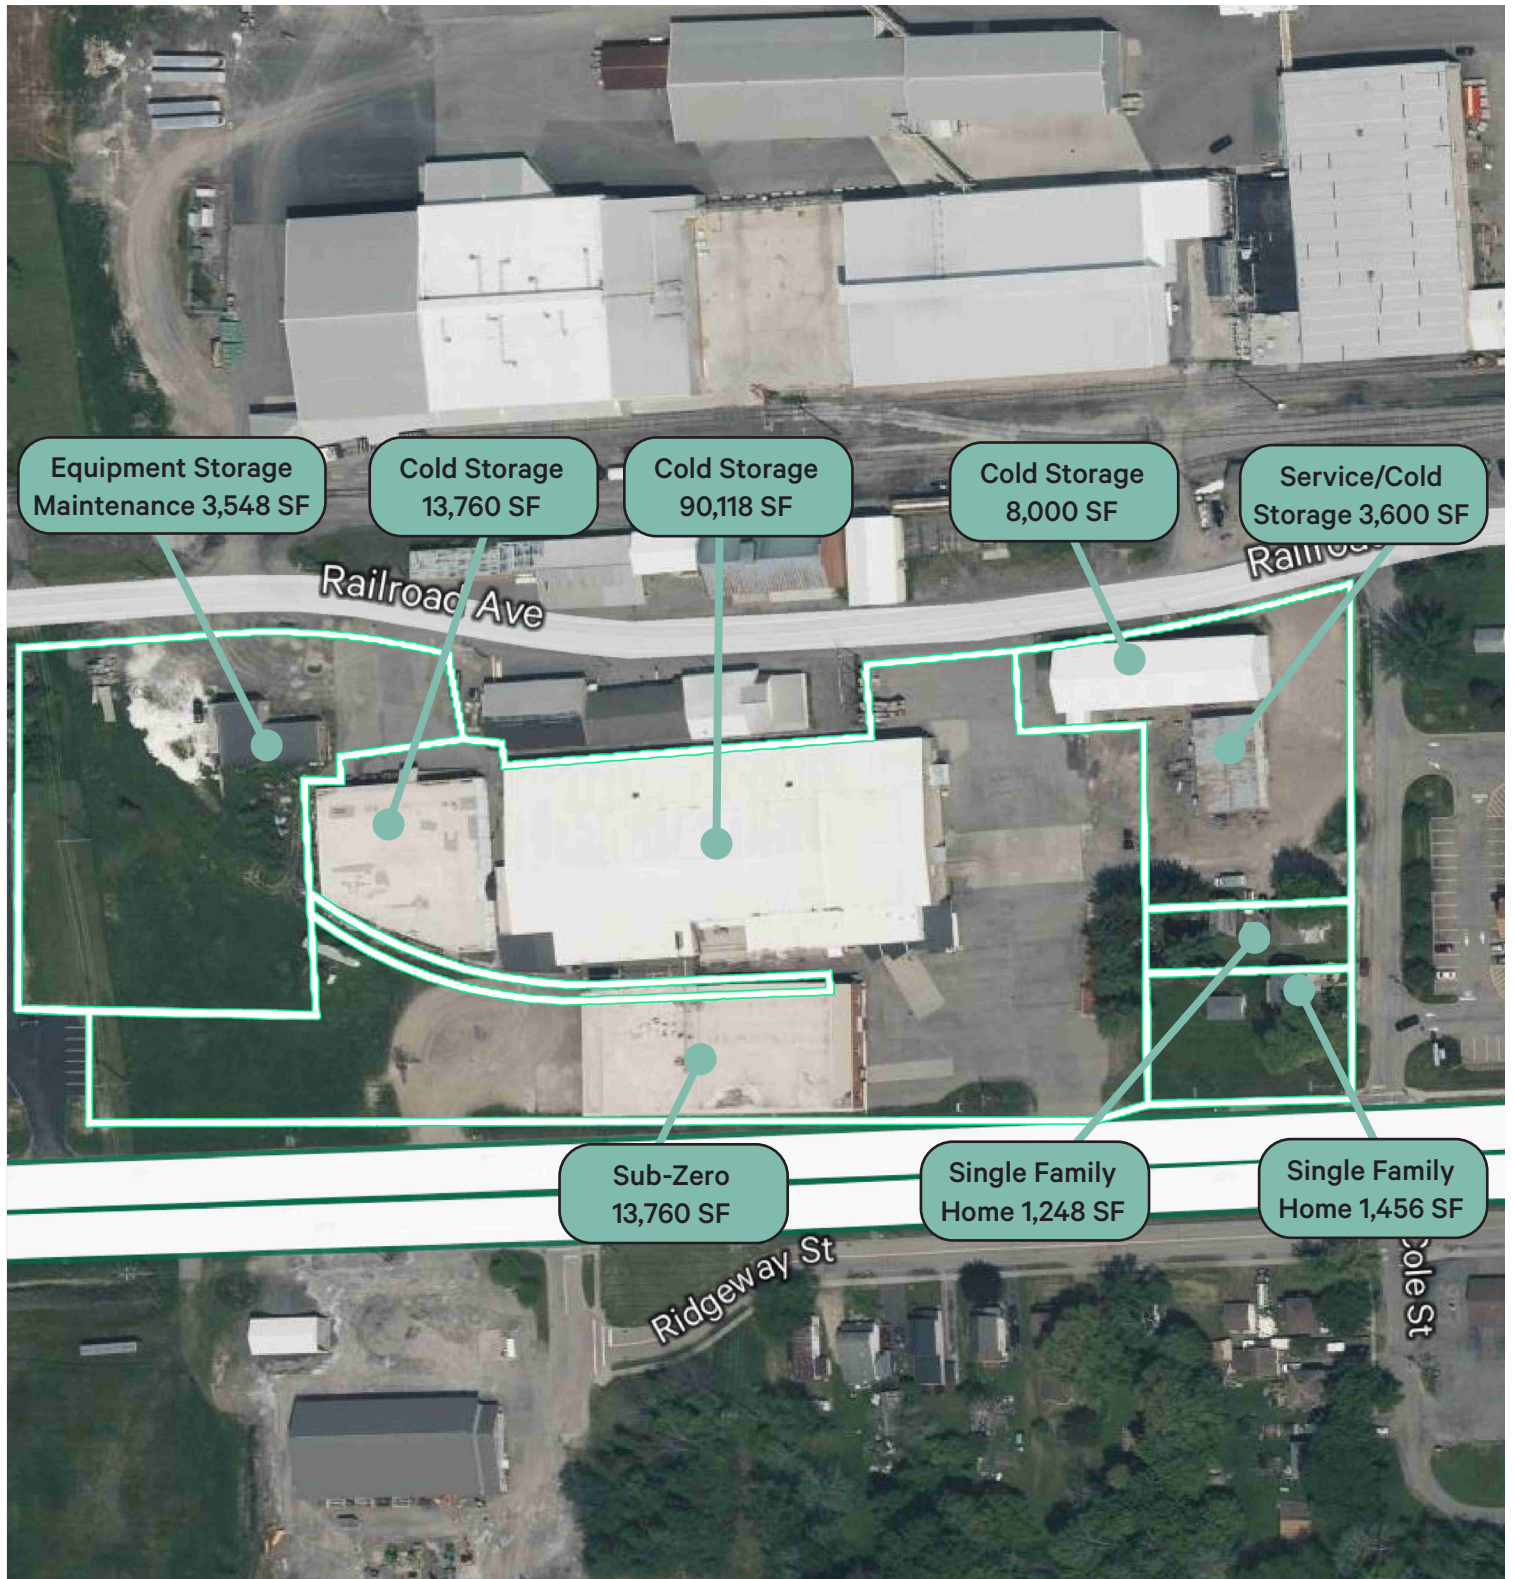 Equipment Storage
Maintenance 3,548 SF
Cold Storage
13,760 SF
Cold Storage
90,118 SF
Cold Storage
8,000 SF
Service/Cold
Storage 3,600 SF
Railroad Ave
Sub-Zero
13,760 SF
Single Family
Home 1,248 SF
Single Family
Home 1,456 SF
Ridgeway St
Cole St